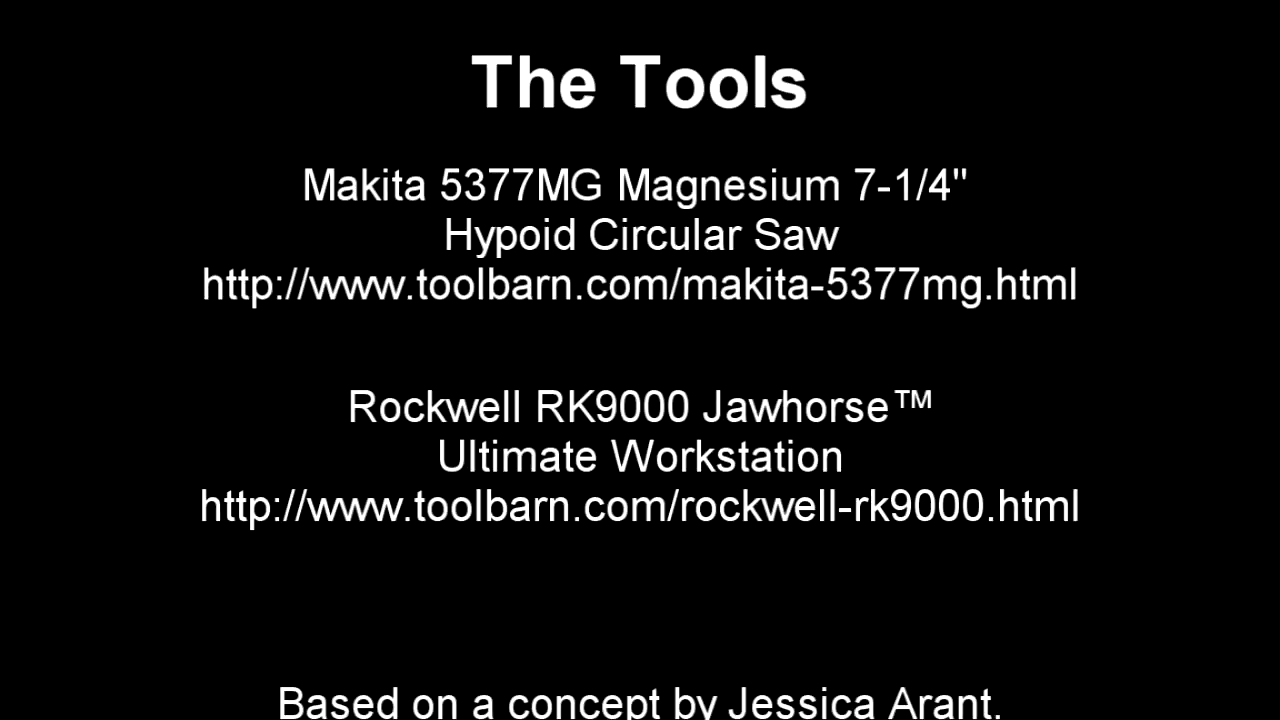 The Tools
Makita 5377MG Magnesium 7-1/4"
Hypoid Circular Saw
http://www.toolbarn.com/makita-5377mg.html
Rockwell RK9000 Jawhorse™
Ultimate Workstation
http://www.toolbarn.com/rockwell-rk9000.html
Based on a concept by Jessica Arant.